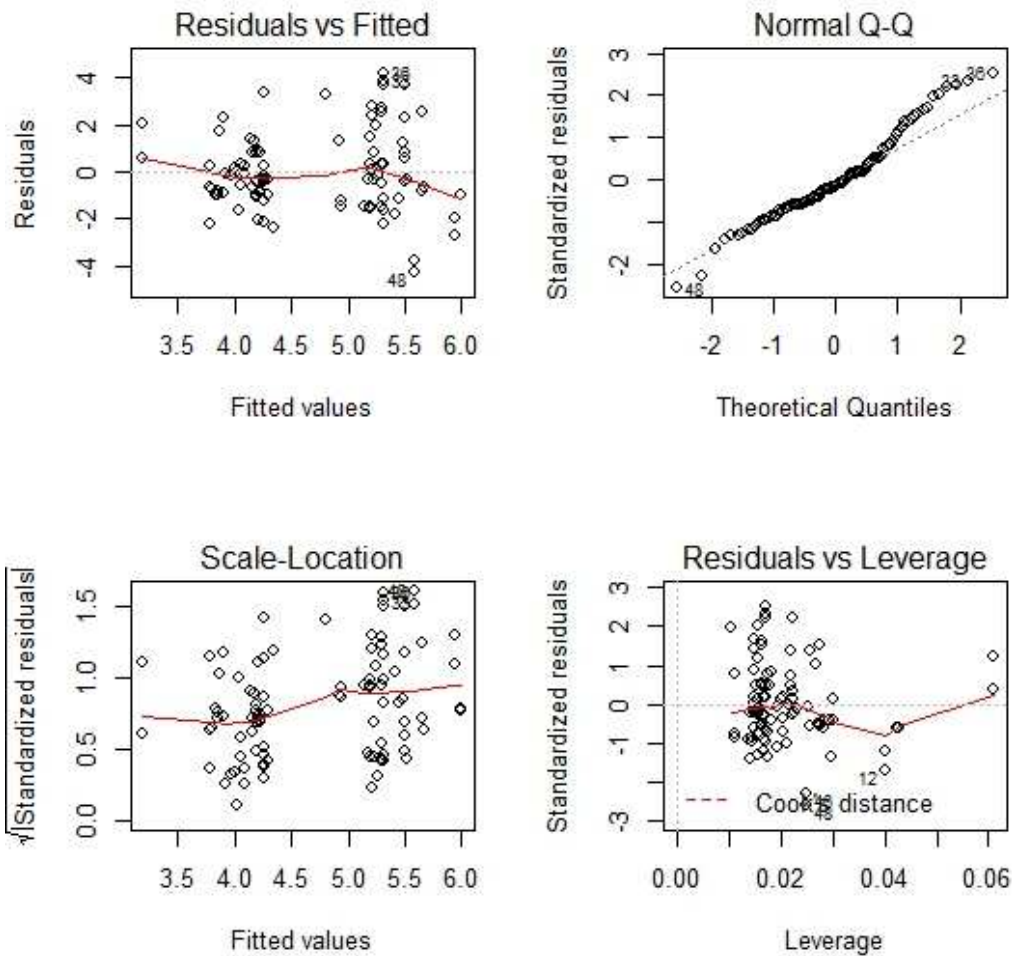 Residuals vs Fitted
Residuals
4
2
0
-2
-4
36
48
3.5 4.0 4.5 5.0 5.5 6.0
Fitted values
Normal Q-Q
Standardized residuals
3
2
1
0
-2
36
48
-2 -1 0 1 2
Theoretical Quantiles
Scale-Location
√|Standardized residuals|
1.5
1.0
0.5
0.0
3.5 4.0 4.5 5.0 5.5 6.0
Fitted values
Residuals vs Leverage
Standardized residuals
3
2
1
0
-1
-3
12
48
Cook's distance
0.00 0.02 0.04 0.06
Leverage